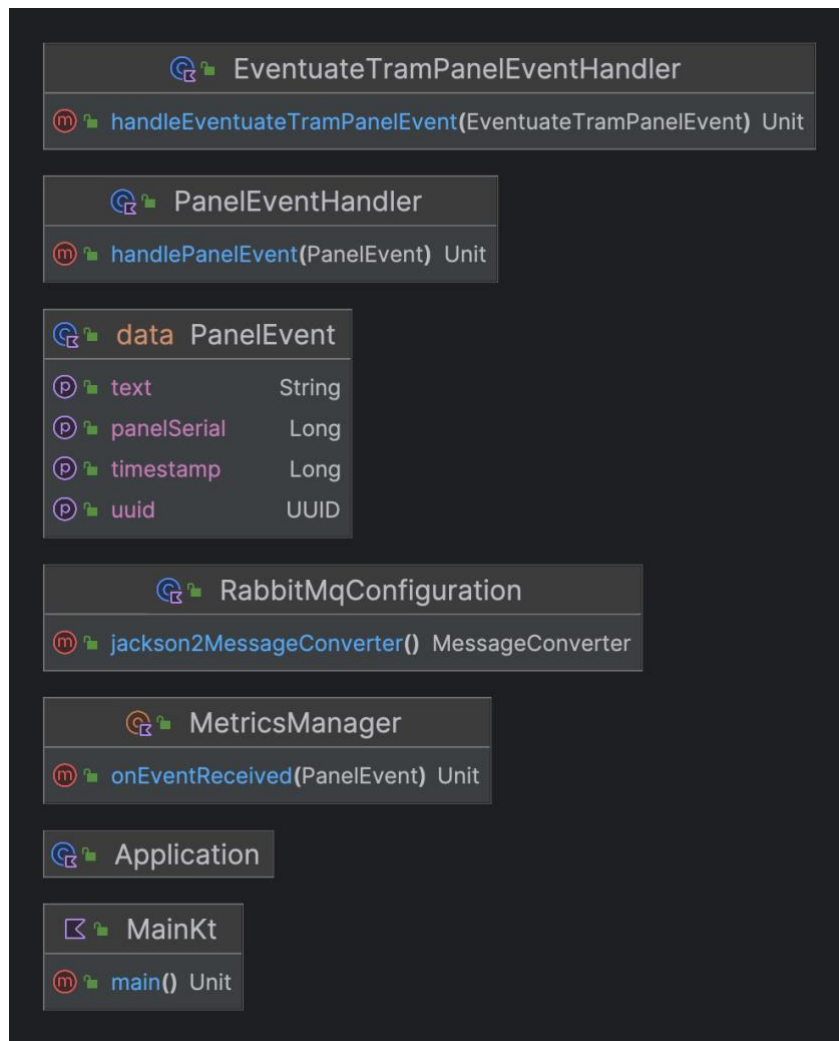 EventuateTramPanelEventHandler
handleEventuateTramPanelEvent(EventuateTramPanelEvent) Unit
PanelEventHandler
handlePanelEvent(PanelEvent) Unit
data PanelEvent
text String
panelSerial Long
timestamp Long
uuid UUID
RabbitMqConfiguration
jackson2MessageConverter() MessageConverter
MetricsManager
onEventReceived(PanelEvent) Unit
Application
MainKt
main() Unit